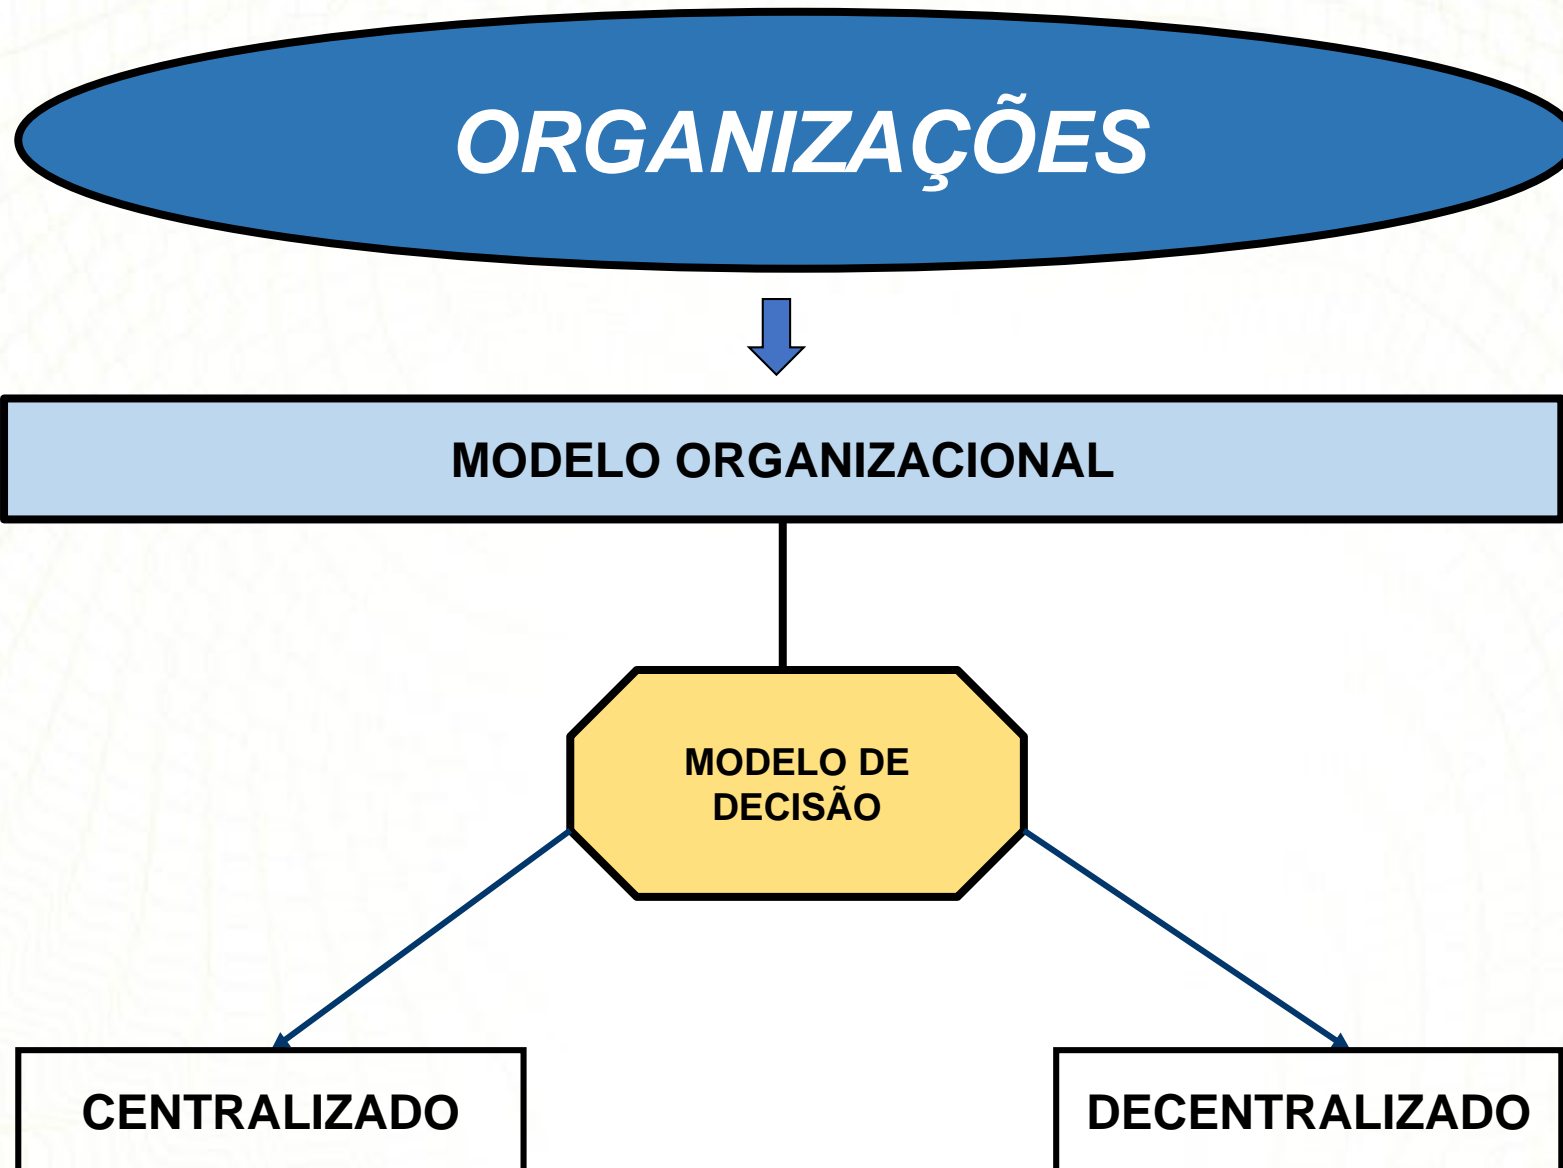 ORGANIZAÇÕES
MODELO ORGANIZACIONAL
MODELO DE
DECISÃO
CENTRALIZADO
DECENTRALIZADO